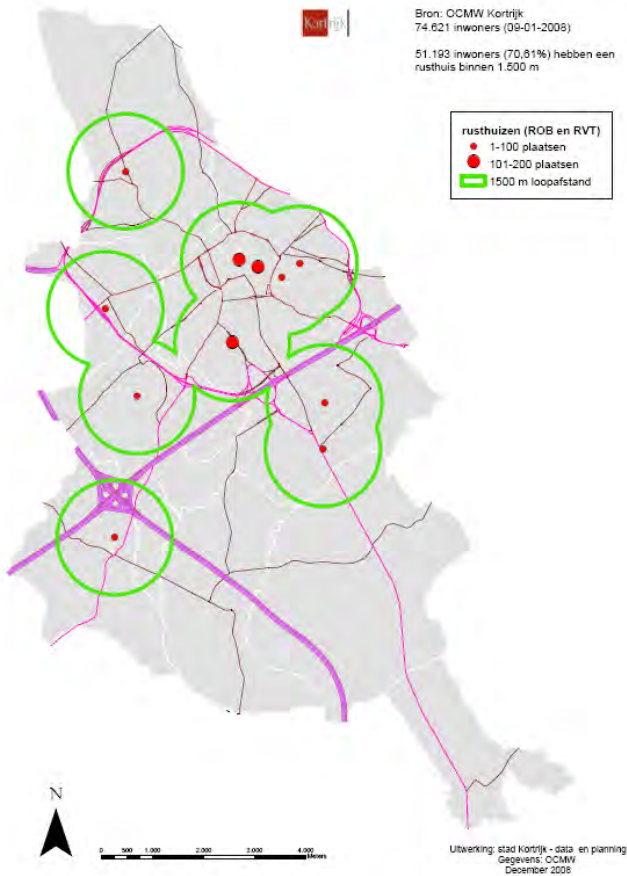 Kortrijk
Bron: OCMW Kortrijk
74.621 inwoners (09-01-2008)
51.193 inwoners (70,61%) hebben een
rusthuis binnen 1.500 m
rusthuizen (ROB en RVT)
1-100 plaatsen
101-200 plaatsen
1500 m loopafstand
N
0 500 1.000 2.000 3.000 4.000
Meters
Uitwerking: stad Kortrijk - data en planning
Gegevens: OCMW
December 2008